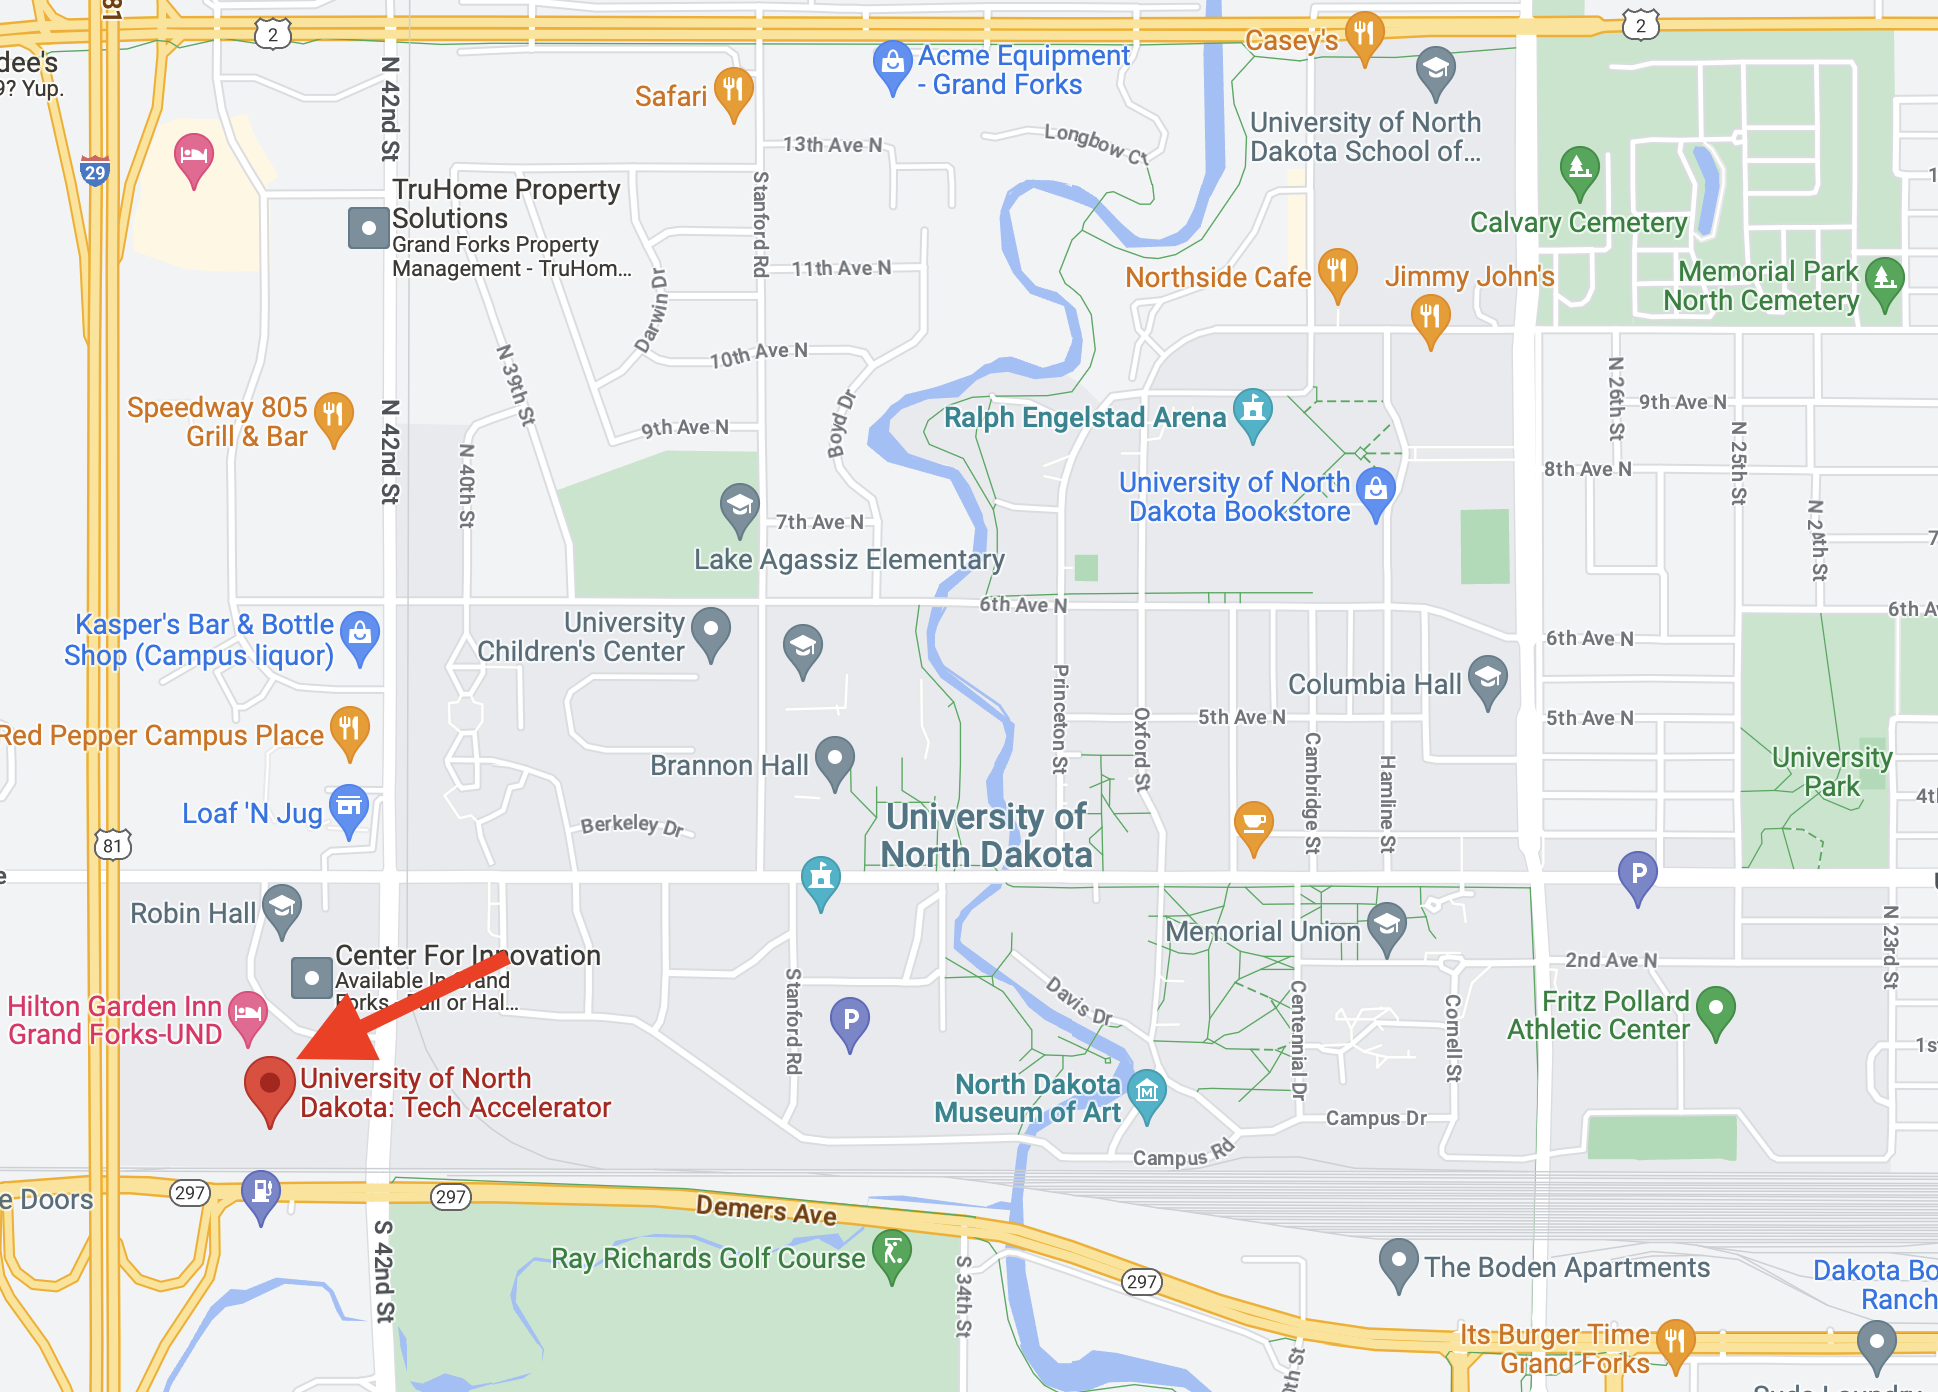 81
2
2
dee's
9? Yup.
N 42nd St
Safari
Acme Equipment
- Grand Forks
Casey's
University of North
Dakota School of...
13th Ave N
Longbow Ct
29
TruHome Property
Solutions
Grand Forks Property
Management - TruHom...
Stanford Rd
11th Ave N
Darwin Dr
Calvary Cemetery
Memorial Park
North Cemetery
Northside Cafe
Jimmy John's
10th Ave N
N 39th St
Boyd Dr
N 26th St
9th Ave N
Speedway 805
Grill & Bar
N 42nd St
Ralph Engelstad Arena
9th Ave N
N 40th St
N 25th St
8th Ave N
University of North
Dakota Bookstore
N 24th St
7th Ave N
Lake Agassiz Elementary
7
6th Ave N
6th A
6th Ave N
Kasper's Bar & Bottle
Shop (Campus liquor)
University
Children's Center
Columbia Hall
Princeton St
Oxford St
5th Ave N
5th Ave N
Red Pepper Campus Place
Brannon Hall
Cambridge St
Hamline St
University
Park
4t
Loaf 'N Jug
Berkeley Dr
University of
North Dakota
81
e
P
Robin Hall
Memorial Union
N 23rd St
Center For Innovation
Available In Grand
Forks - Full or Hal...
2nd Ave N
Hilton Garden Inn
Grand Forks-UND
Stanford Rd
P
Davis Dr
Centennial Dr
Cornell St
Fritz Pollard
Athletic Center
1s
University of North
Dakota: Tech Accelerator
North Dakota
Museum of Art
M
Campus Dr
Campus Rd
e Doors
297
297
Demers Ave
S 42nd St
Ray Richards Golf Course
S 34th St
297
The Boden Apartments
Dakota Bo
Ranch
Its Burger Time
Grand Forks